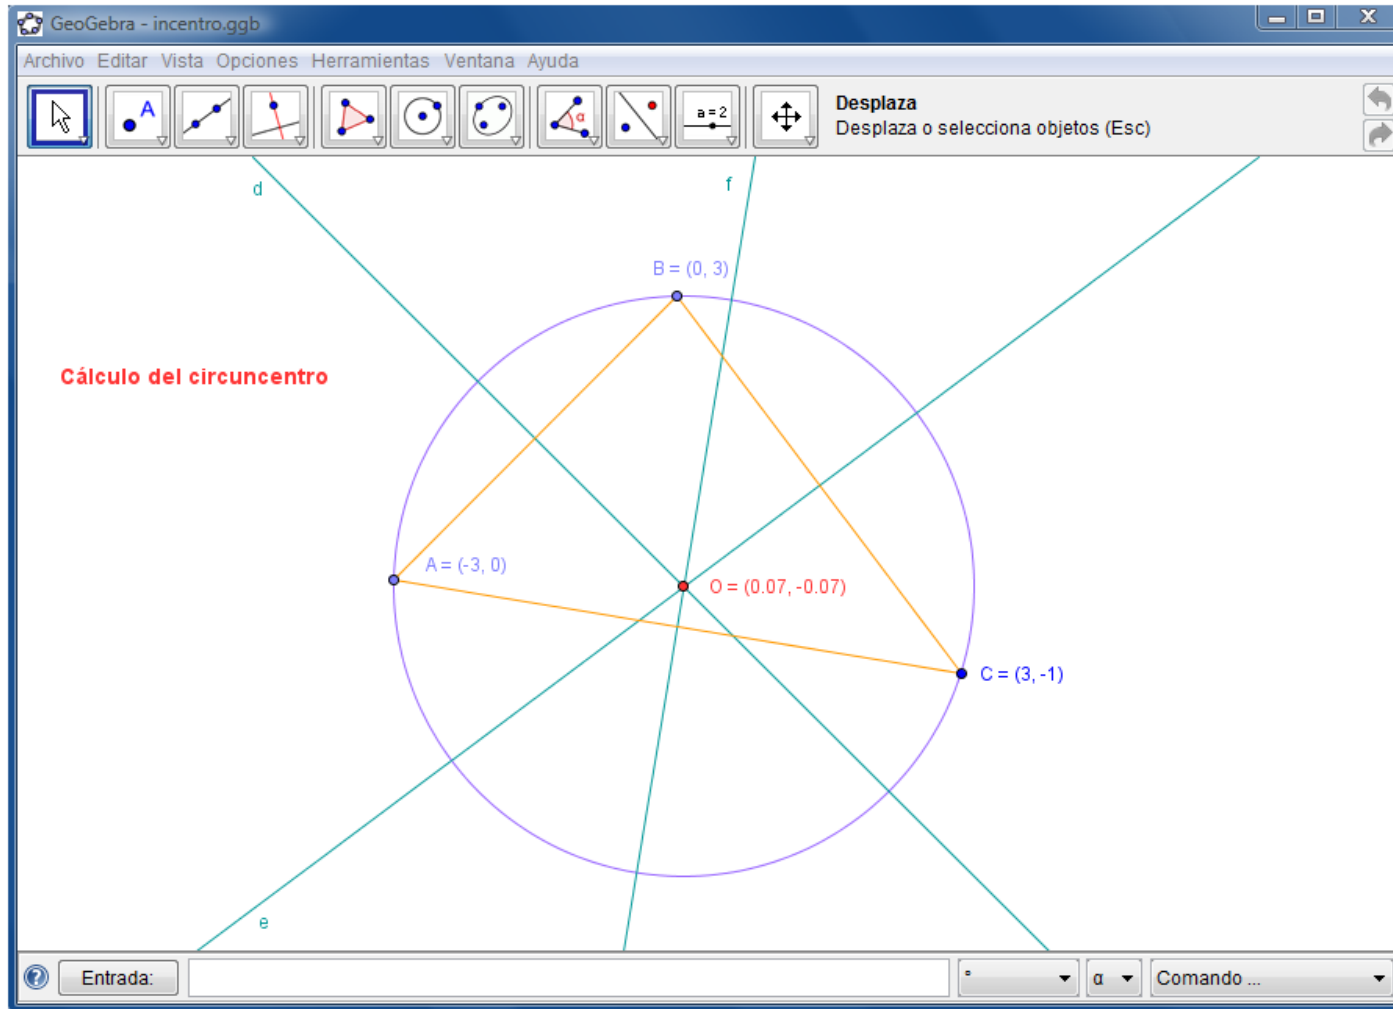 GeoGebra - incentro.ggb
Archivo Editar Vista Opciones Herramientas Ventana Ayuda
A
α
a = 2
Desplaza
Desplaza o selecciona objetos (Esc)
d
f
B = (0, 3)
Cálculo del circuncentro
A = (-3, 0)
O = (0.07, -0.07)
C = (3, -1)
e
Entrada:
°
α
Comando ...